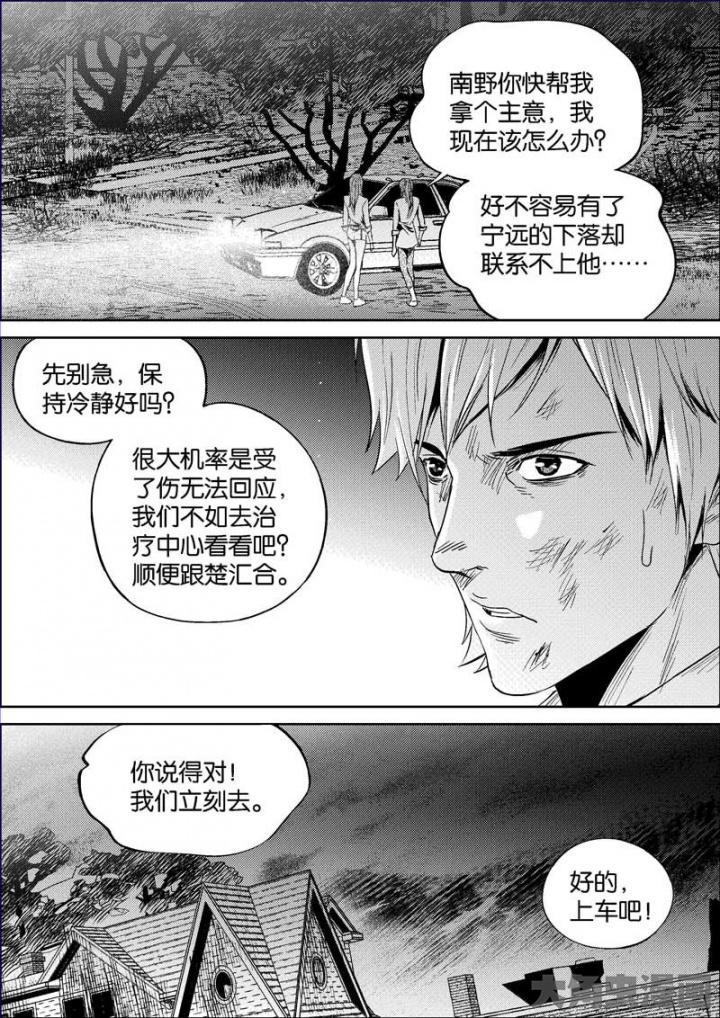 南野你快帮我
拿个主意，我
现在该怎么办？
好不容易有了
宁远的下落却
联系不上他……
先别急，保
持冷静好吗？
很大机率是受
了伤无法回应，
我们不如去治
疗中心看看吧？
顺便跟楚汇合。
你说得对！
我们立刻去。
好的，
上车吧！